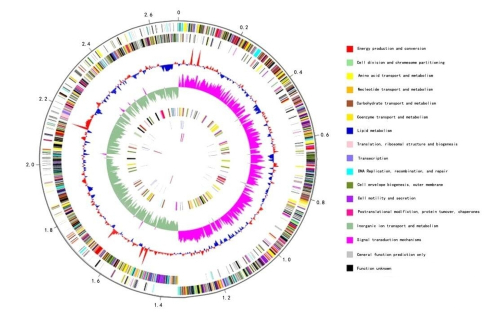 0
0.2
0.4
0.6
0.8
1.0
1.2
1.4
1.6
1.8
2.0
2.2
2.4
2.6
Energy production and conversion
Cell division and chromosome partitioning
Amino acid transport and metabolism
Nucleotide transport and metabolism
Carbohydrate transport and metabolism
Coenzyme transport and metabolism
Lipid metabolism
Translation, ribosomal structure and biogenesis
Transcription
DNA Replication, recombination, and repair
Cell envelope biogenesis, outer membrane
Cell motility and secretion
Posttranslational modifiction, protein turnover, chaperones
Inorganic ion transport and metabolism
Signal transduction mechanisms
General function prediction only
Function unknown